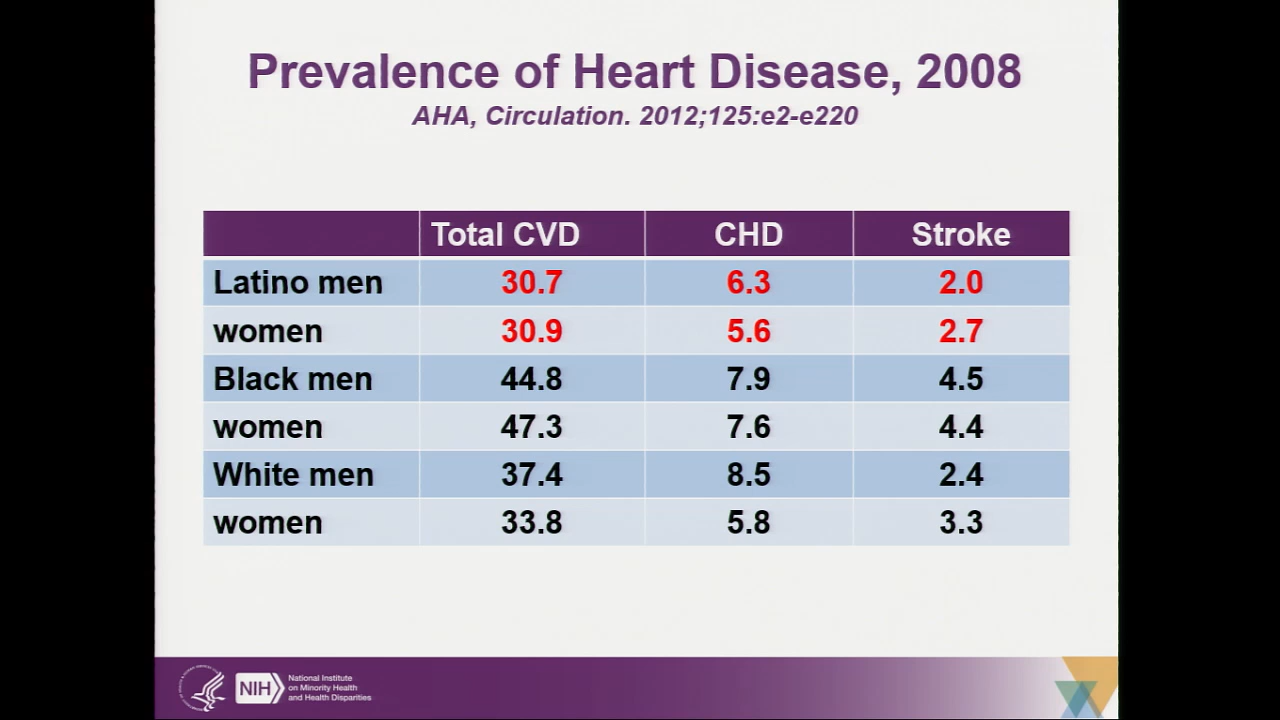 Prevalence of Heart Disease, 2008
AHA, Circulation. 2012;125:e2-e220
Total CVD CHD Stroke
Latino men 30.7 6.3 2.0
women 30.9 5.6 2.7
Black men 44.8 7.9 4.5
women 47.3 7.6 4.4
White men 37.4 8.5 2.4
women 33.8 5.8 3.3
NIH
National Institute
on Minority Health
and Health Disparities